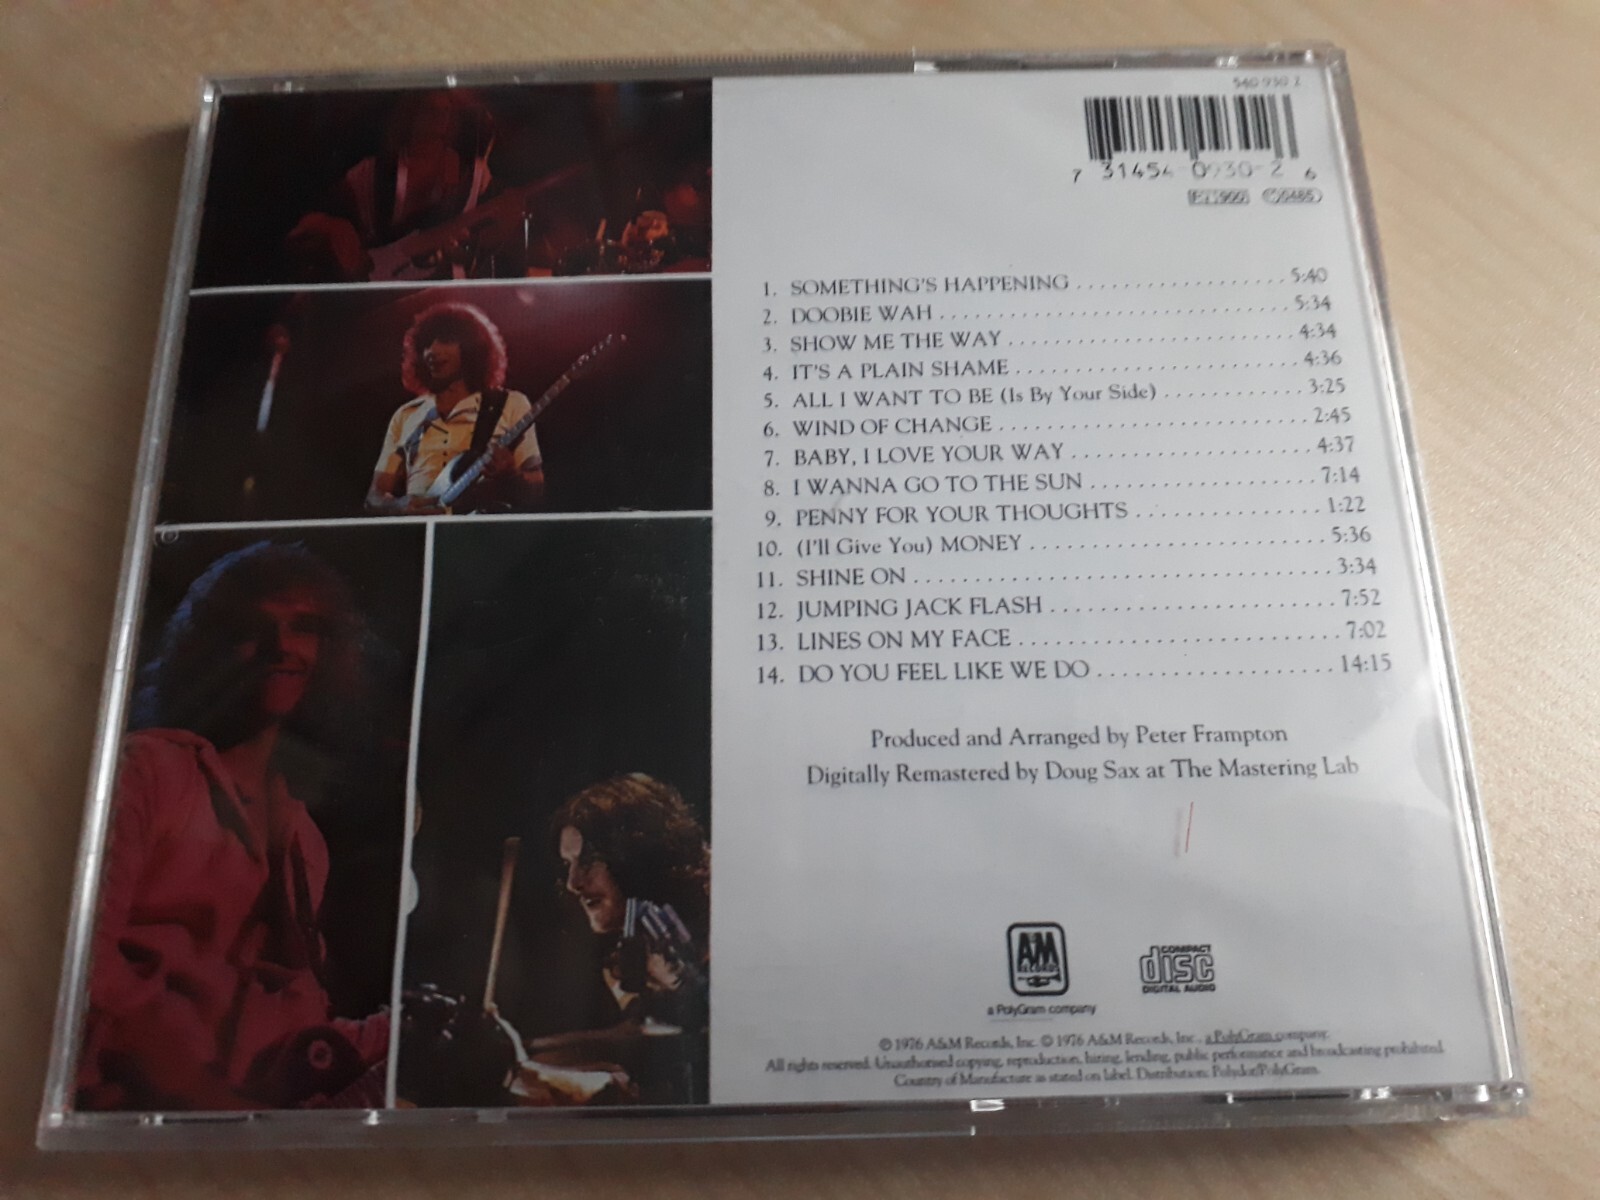 540 930 2
7 31454 0930-2 6
1. SOMETHING'S HAPPENING 5:40
2. DOOBIE WAH 5:34
3. SHOW ME THE WAY 4:34
4. IT'S A PLAIN SHAME 4:36
5. ALL I WANT TO BE (Is By Your Side) 3:25
6. WIND OF CHANGE 2:45
7. BABY, I LOVE YOUR WAY 4:37
8. I WANNA GO TO THE SUN 7:14
9. PENNY FOR YOUR THOUGHTS 1:22
10. (I'll Give You) MONEY 5:36
11. SHINE ON 3:34
12. JUMPING JACK FLASH 7:52
13. LINES ON MY FACE 7:02
14. DO YOU FEEL LIKE WE DO 14:15
Produced and Arranged by Peter Frampton
Digitally Remastered by Doug Sax at The Mastering Lab
A&M
RECORDS
a PolyGram company
COMPACT
disc
DIGITAL AUDIO
℗ 1976 A&M Records, Inc. © 1976 A&M Records, Inc., a PolyGram company.
All rights reserved. Unauthorised copying, reproduction, hiring, lending, public performance and broadcasting prohibited.
Country of Manufacture as stated on label. Distribution: Polydor/PolyGram.